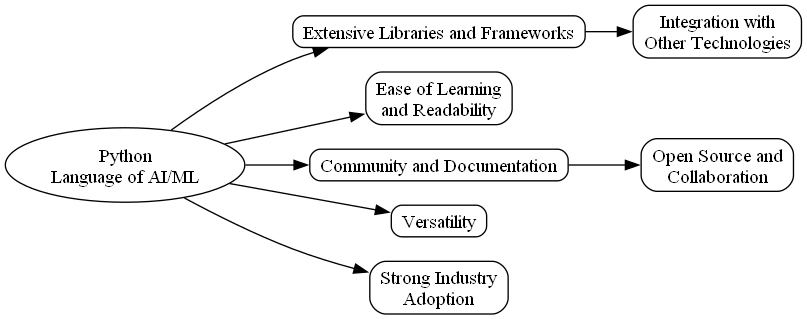 Python
Language of AI/ML
Extensive Libraries and Frameworks
Integration with
Other Technologies
Ease of Learning
and Readability
Community and Documentation
Open Source and
Collaboration
Versatility
Strong Industry
Adoption